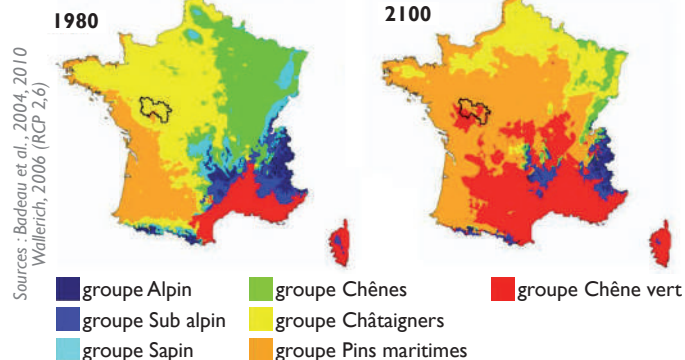 1980
2100
Sources : Badeau et al., 2004, 2010
Wallerich, 2006 (RCP 2,6)
groupe Alpin
groupe Chênes
groupe Chêne vert
groupe Sub alpin
groupe Châtaigners
groupe Sapin
groupe Pins maritimes